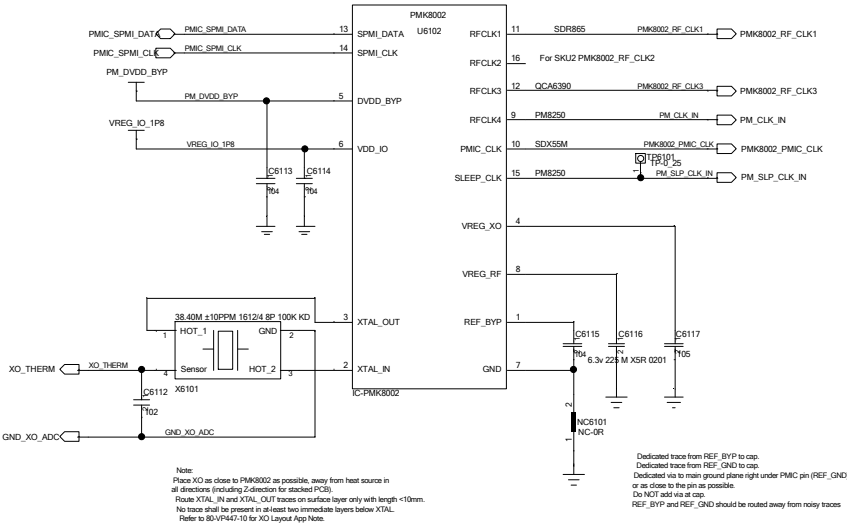 PMK8002
U6102
PMIC_SPMI_DATA PMIC_SPMI_DATA 13 SPMI_DATA
PMIC_SPMI_CLK PMIC_SPMI_CLK 14 SPMI_CLK
PM_DVDD_BYP
PM_DVDD_BYP 5 DVDD_BYP
VREG_IO_1P8
VREG_IO_1P8 6 VDD_IO
C6113
104
C6114
104
RFCLK1 11 SDR865 PMK8002_RF_CLK1 PMK8002_RF_CLK1
RFCLK2 16 For SKU2 PMK8002_RF_CLK2
RFCLK3 12 QCA6390 PMK8002_RF_CLK3 PMK8002_RF_CLK3
RFCLK4 9 PM8250 PM_CLK_IN PM_CLK_IN
PMIC_CLK 10 SDX55M PMK8002_PMIC_CLK PMK8002_PMIC_CLK
TP6101
TP-0_25
1
SLEEP_CLK 15 PM8250 PM_SLP_CLK_IN PM_SLP_CLK_IN
VREG_XO 4
VREG_RF 8
REF_BYP 1
GND 7
C6115
104
C6116
6.3v 225 M X5R 0201
C6117
105
2
NC6101
NC-0R
1
38.40M ±10PPM 1612/4 8P 100K KD
3 XTAL_OUT
1 HOT_1 GND 2
XO_THERM XO_THERM 4 Sensor HOT_2 3
2 XTAL_IN
X6101
IC-PMK8002
C6112
102
GND_XO_ADC GND_XO_ADC
Note:
Place XO as close to PMK8002 as possible, away from heat source in
all directions (including Z-direction for stacked PCB).
Route XTAL_IN and XTAL_OUT traces on surface layer only with length <10mm.
No trace shall be present in at-least two immediate layers below XTAL.
Refer to 80-VP447-10 for XO Layout App Note.
Dedicated trace from REF_BYP to cap.
Dedicated trace from REF_GND to cap.
Dedicated via to main ground plane right under PMIC pin (REF_GND)
or as close to the pin as possible.
Do NOT add via at cap.
REF_BYP and REF_GND should be routed away from noisy traces